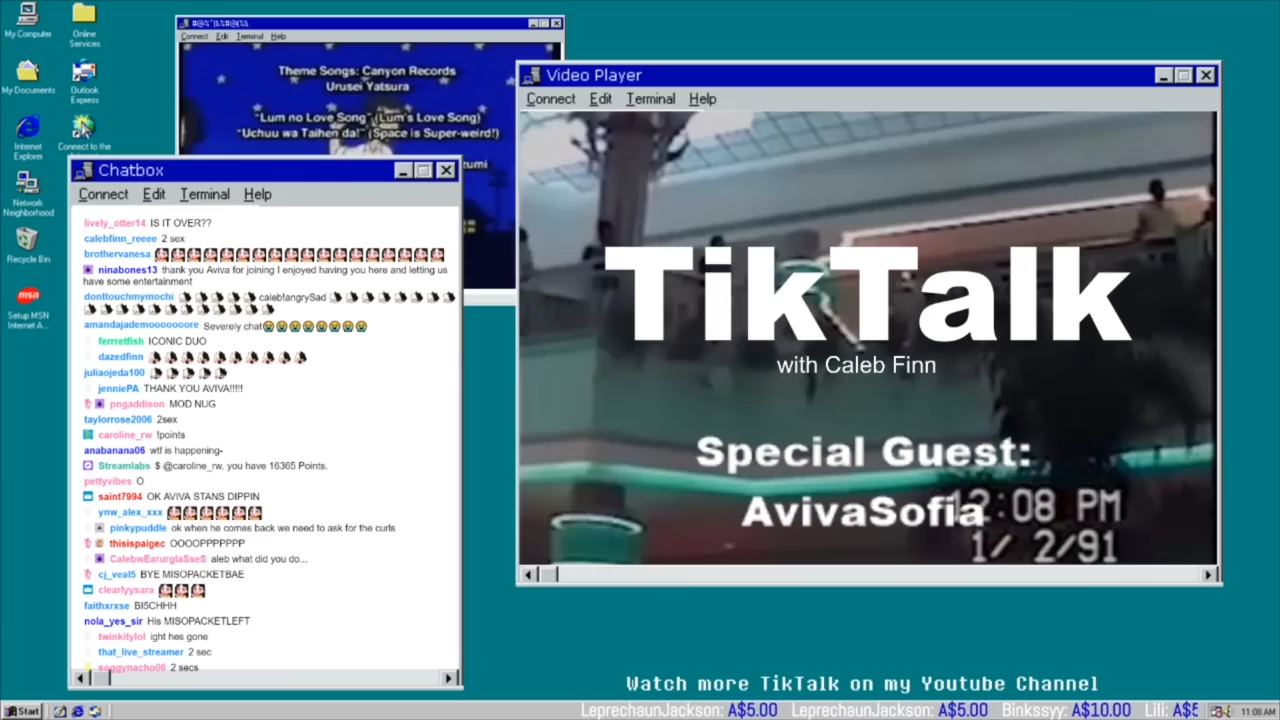 My Computer
Online
Services
My Documents
Outlook
Express
Internet
Explorer
Connect to the
Network
Neighborhood
Recycle Bin
Setup MSN
Internet A...
Connect Edit Terminal Help
Theme Songs: Canyon Records
Urusei Yatsura
"Lum no Love Song" (Lum's Love Song)
"Uchuu wa Taihen da!" (Space is Super-weird!)
Chatbox
Connect Edit Terminal Help
lively_otter14 IS IT OVER??
calebfinn_reeee 2 sex
brothervanesa
ninabones13 thank you Aviva for joining I enjoyed having you here and letting us
have some entertainment
donttouchmymochi caleb!angrySad
amandajademooooooore Severely chat😭😭😭😭😭😭😭😭
ferrretfish ICONIC DUO
dazedfinn
juliaojeda100
jenniePA THANK YOU AVIVA!!!!!
pngaddison MOD NUG
taylorrose2006 2sex
caroline_rw !points
anabanana06 wtf is happening-
Streamlabs $ @caroline_rw, you have 16365 Points.
pettyvibes O
saint7994 OK AVIVA STANS DIPPIN
ynw_alex_xxx
pinkypuddle ok when he comes back we need to ask for the curls
thisispaigec OOOOPPPPPPP
CalebwEarurglaSseS aleb what did you do...
cj_veal5 BYE MISOPACKETBAE
clearlyysara
faithxrxse BI5CHHH
nola_yes_sir His MISOPACKETLEFT
twinkitylol ight hes gone
that_live_streamer 2 sec
soggynacho06 2 secs
Video Player
Connect Edit Terminal Help
TikTalk
with Caleb Finn
Special Guest:
AvivaSofia
12:08 PM
1/ 2/91
Watch more TikTalk on my Youtube Channel
Start
LeprechaunJackson: A$5.00 LeprechaunJackson: A$5.00 Binkssyy: A$10.00 Lili: A$5
11:08 AM